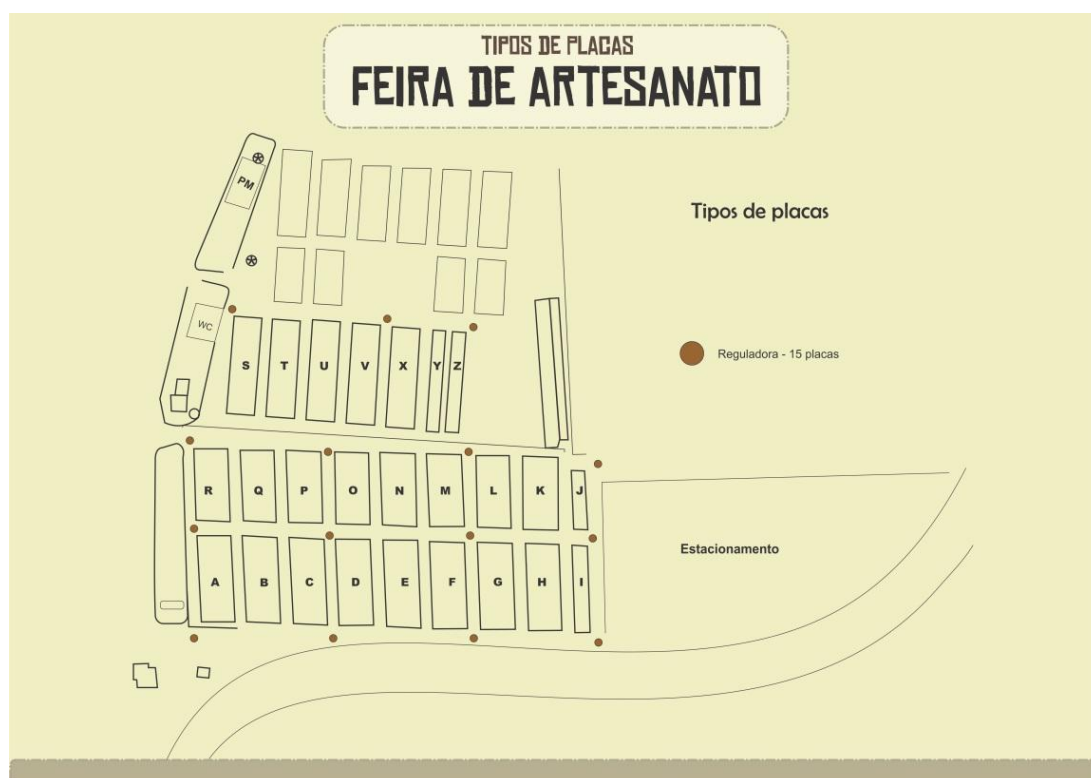 TIPOS DE PLACAS
FEIRA DE ARTESANATO
PM
Tipos de placas
WC
Reguladora - 15 placas
S T U V X Y Z
R Q P O N M L K J
Estacionamento
A B C D E F G H I